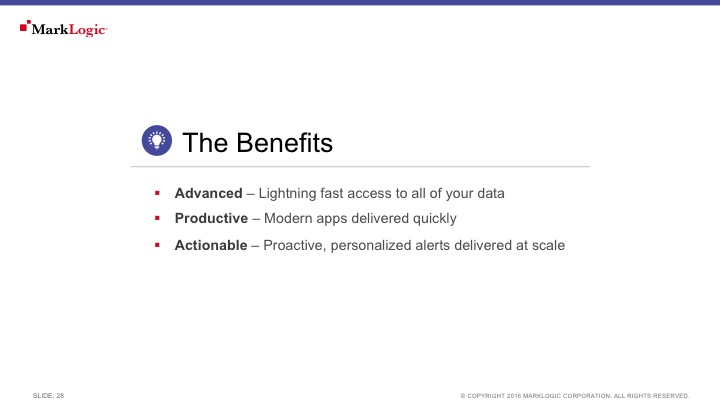 MarkLogic
The Benefits
▪ Advanced – Lightning fast access to all of your data
▪ Productive – Modern apps delivered quickly
▪ Actionable – Proactive, personalized alerts delivered at scale
SLIDE: 28
© COPYRIGHT 2016 MARKLOGIC CORPORATION. ALL RIGHTS RESERVED.